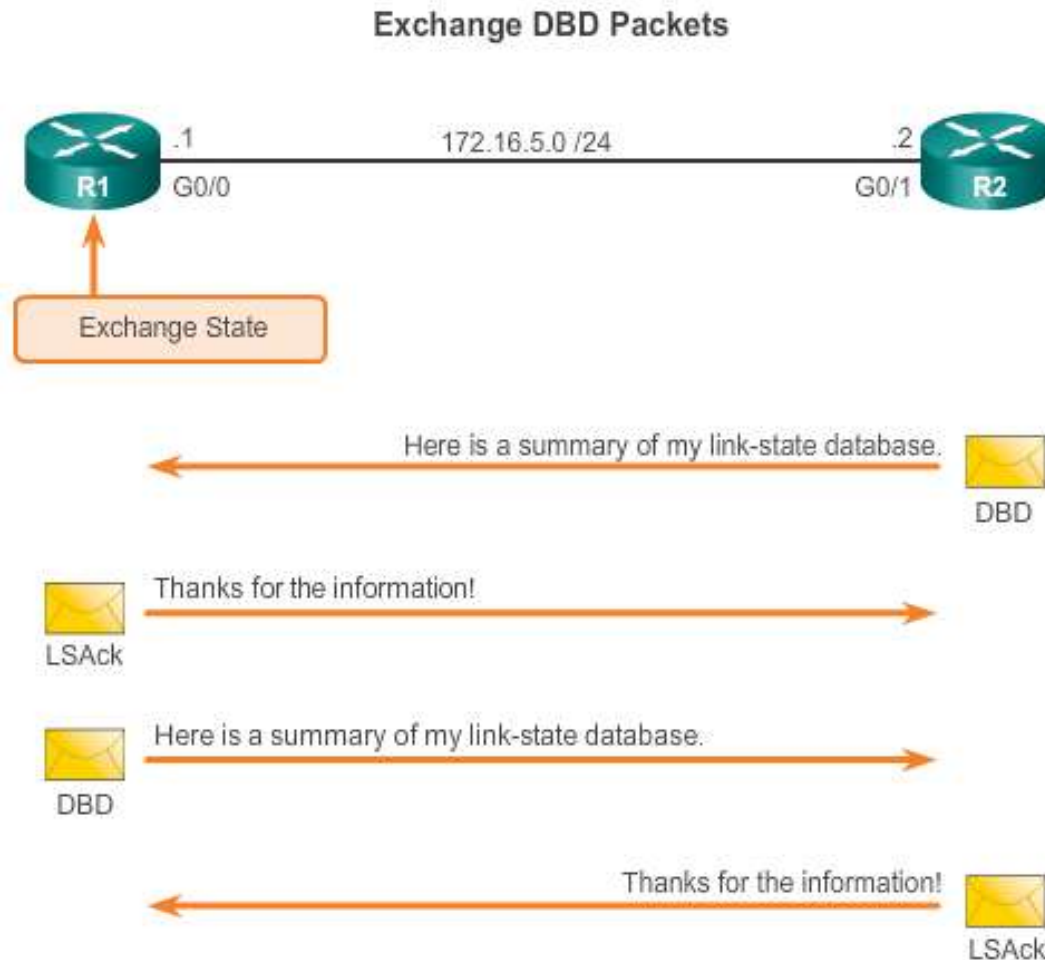 Exchange DBD Packets
.1 172.16.5.0 /24 .2
R1 G0/0 G0/1 R2
Exchange State
Here is a summary of my link-state database.
DBD
Thanks for the information!
LSAck
Here is a summary of my link-state database.
DBD
Thanks for the information!
LSAck